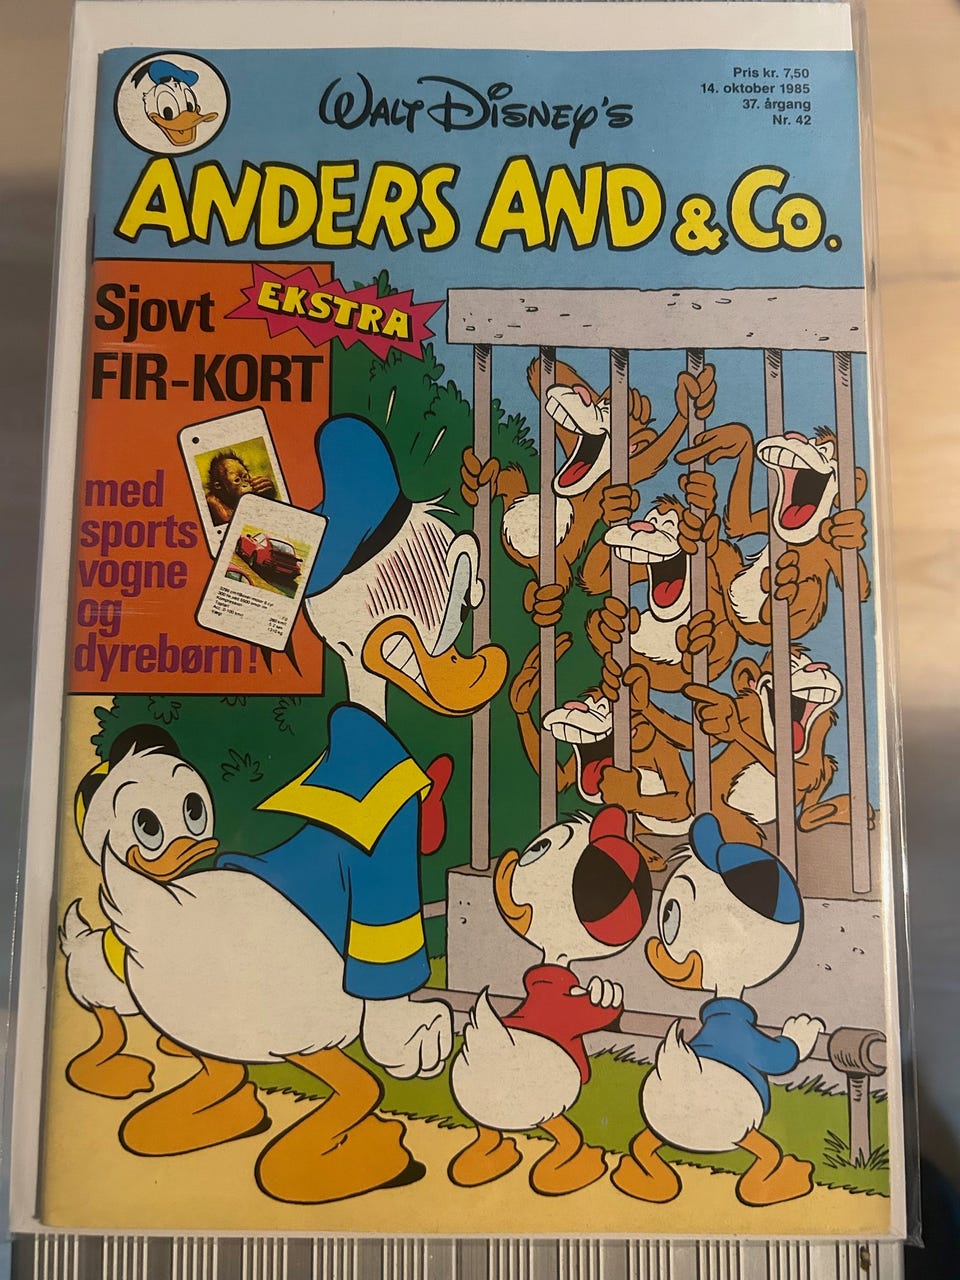 WALT DISNEY'S
Pris kr. 7,50
14. oktober 1985
37. årgang
Nr. 42
ANDERS AND & Co.
EKSTRA
Sjovt
FIR-KORT
med
sports
vogne
og
dyrebørn!